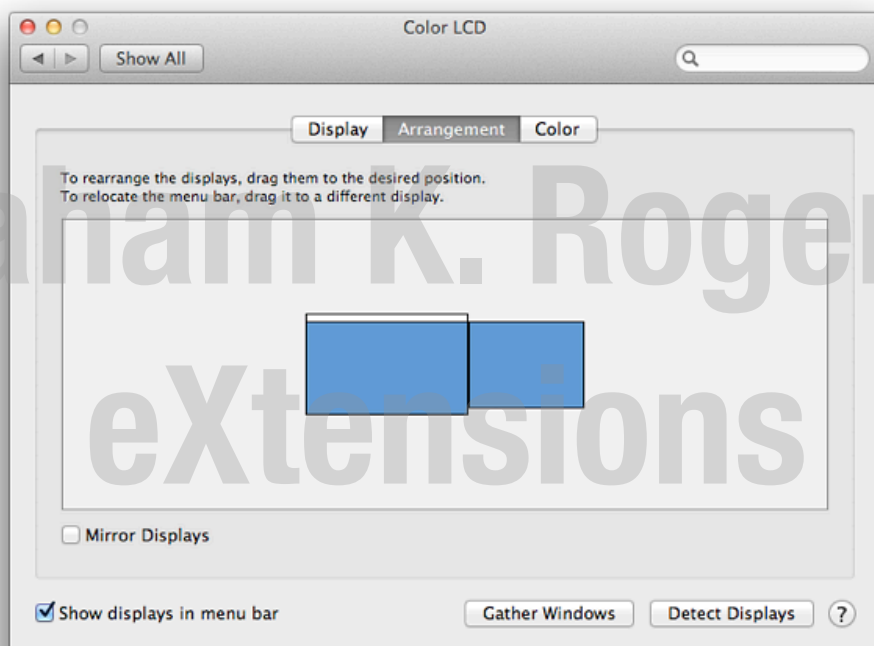 Color LCD
Show All
Display Arrangement Color
To rearrange the displays, drag them to the desired position.
To relocate the menu bar, drag it to a different display.
aham K. Roger
eXtensions
Mirror Displays
Show displays in menu bar
Gather Windows Detect Displays ?